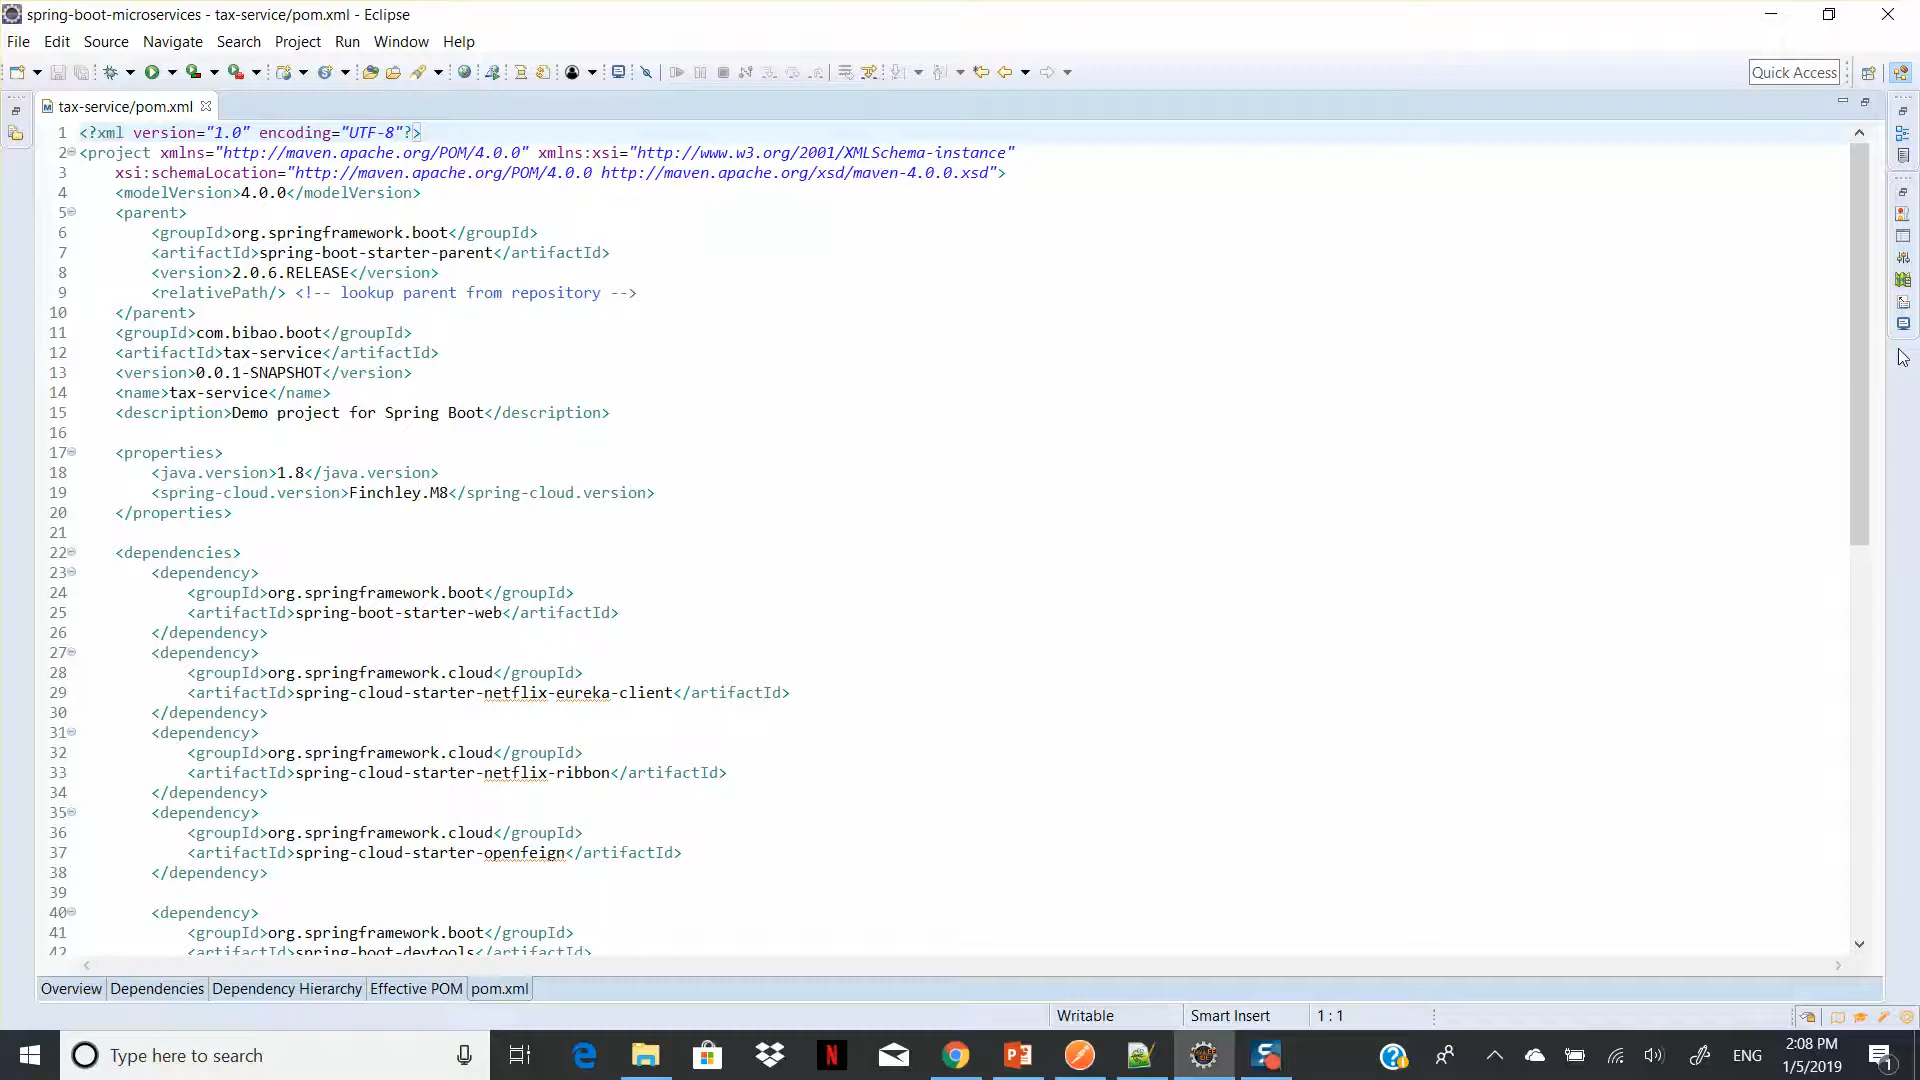 spring-boot-microservices - tax-service/pom.xml - Eclipse
File Edit Source Navigate Search Project Run Window Help
Quick Access
tax-service/pom.xml
1 <?xml version="1.0" encoding="UTF-8"?>
2 <project xmlns="http://maven.apache.org/POM/4.0.0" xmlns:xsi="http://www.w3.org/2001/XMLSchema-instance"
3 xsi:schemaLocation="http://maven.apache.org/POM/4.0.0 http://maven.apache.org/xsd/maven-4.0.0.xsd">
4 <modelVersion>4.0.0</modelVersion>
5 <parent>
6 <groupId>org.springframework.boot</groupId>
7 <artifactId>spring-boot-starter-parent</artifactId>
8 <version>2.0.6.RELEASE</version>
9 <relativePath/> <!-- lookup parent from repository -->
10 </parent>
11 <groupId>com.bibao.boot</groupId>
12 <artifactId>tax-service</artifactId>
13 <version>0.0.1-SNAPSHOT</version>
14 <name>tax-service</name>
15 <description>Demo project for Spring Boot</description>
16
17 <properties>
18 <java.version>1.8</java.version>
19 <spring-cloud.version>Finchley.M8</spring-cloud.version>
20 </properties>
21
22 <dependencies>
23 <dependency>
24 <groupId>org.springframework.boot</groupId>
25 <artifactId>spring-boot-starter-web</artifactId>
26 </dependency>
27 <dependency>
28 <groupId>org.springframework.cloud</groupId>
29 <artifactId>spring-cloud-starter-netflix-eureka-client</artifactId>
30 </dependency>
31 <dependency>
32 <groupId>org.springframework.cloud</groupId>
33 <artifactId>spring-cloud-starter-netflix-ribbon</artifactId>
34 </dependency>
35 <dependency>
36 <groupId>org.springframework.cloud</groupId>
37 <artifactId>spring-cloud-starter-openfeign</artifactId>
38 </dependency>
39
40 <dependency>
41 <groupId>org.springframework.boot</groupId>
42 <artifactId>spring-boot-devtools</artifactId>
Overview Dependencies Dependency Hierarchy Effective POM pom.xml
Writable Smart Insert 1 : 1
Type here to search
ENG
2:08 PM
1/5/2019
1